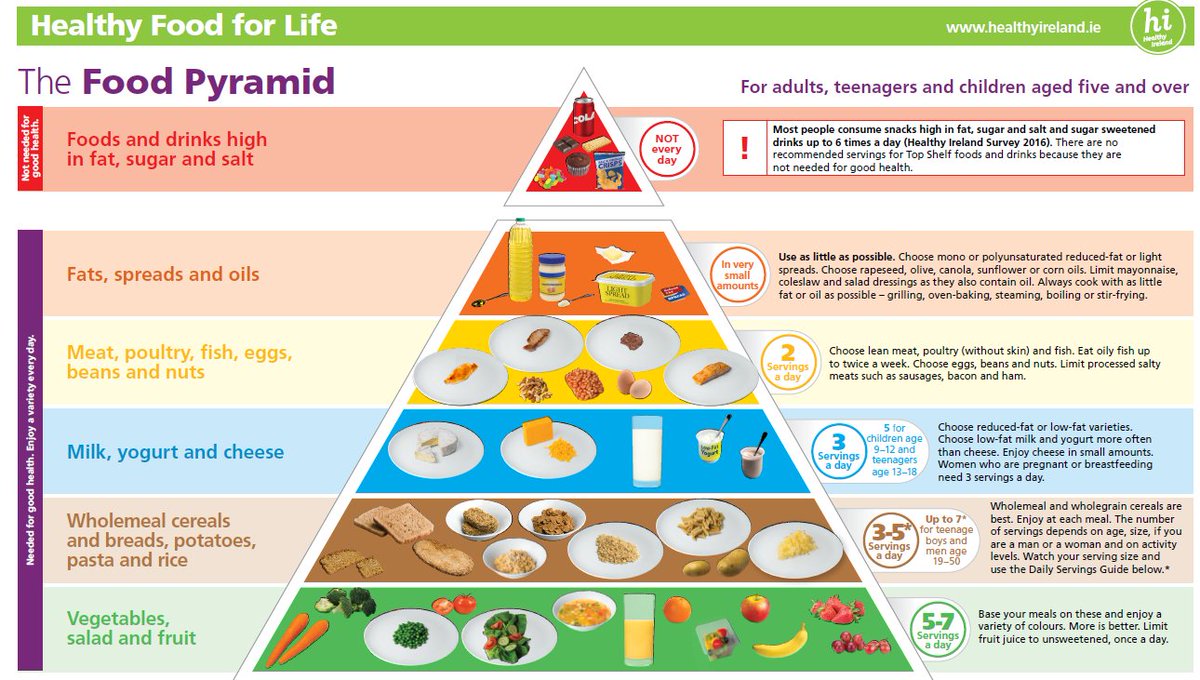 Healthy Food for Life
www.healthyireland.ie
hi
Healthy
Ireland
The Food Pyramid
For adults, teenagers and children aged five and over
Not needed for
good health.
Foods and drinks high
in fat, sugar and salt
COLA
CRISPS
NOT
every
day
!
Most people consume snacks high in fat, sugar and salt and sugar sweetened
drinks up to 6 times a day (Healthy Ireland Survey 2016). There are no
recommended servings for Top Shelf foods and drinks because they are
not needed for good health.
Needed for good health. Enjoy a variety every day.
Fats, spreads and oils
LIGHT
SPREAD
In very
small
amounts
Use as little as possible. Choose mono or polyunsaturated reduced-fat or light
spreads. Choose rapeseed, olive, canola, sunflower or corn oils. Limit mayonnaise,
coleslaw and salad dressings as they also contain oil. Always cook with as little
fat or oil as possible – grilling, oven-baking, steaming, boiling or stir-frying.
Meat, poultry, fish, eggs,
beans and nuts
2
Servings
a day
Choose lean meat, poultry (without skin) and fish. Eat oily fish up
to twice a week. Choose eggs, beans and nuts. Limit processed salty
meats such as sausages, bacon and ham.
Milk, yogurt and cheese
Low-Fat
Yogurt
3
Servings
a day
5 for
children age
9–12 and
teenagers
age 13–18
Choose reduced-fat or low-fat varieties.
Choose low-fat milk and yogurt more often
than cheese. Enjoy cheese in small amounts.
Women who are pregnant or breastfeeding
need 3 servings a day.
Wholemeal cereals
and breads, potatoes,
pasta and rice
3-5*
Servings
a day
Up to 7*
for teenage
boys and
men age
19–50
Wholemeal and wholegrain cereals are
best. Enjoy at each meal. The number
of servings depends on age, size, if you
are a man or a woman and on activity
levels. Watch your serving size and
use the Daily Servings Guide below.*
Vegetables,
salad and fruit
5-7
Servings
a day
Base your meals on these and enjoy a
variety of colours. More is better. Limit
fruit juice to unsweetened, once a day.